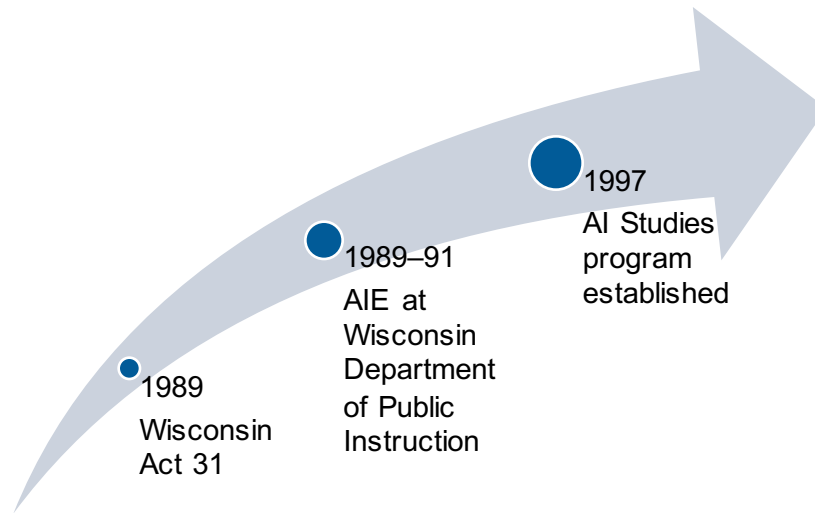 1989
Wisconsin
Act 31
1989–91
AIE at
Wisconsin
Department
of Public
Instruction
1997
AI Studies
program
established